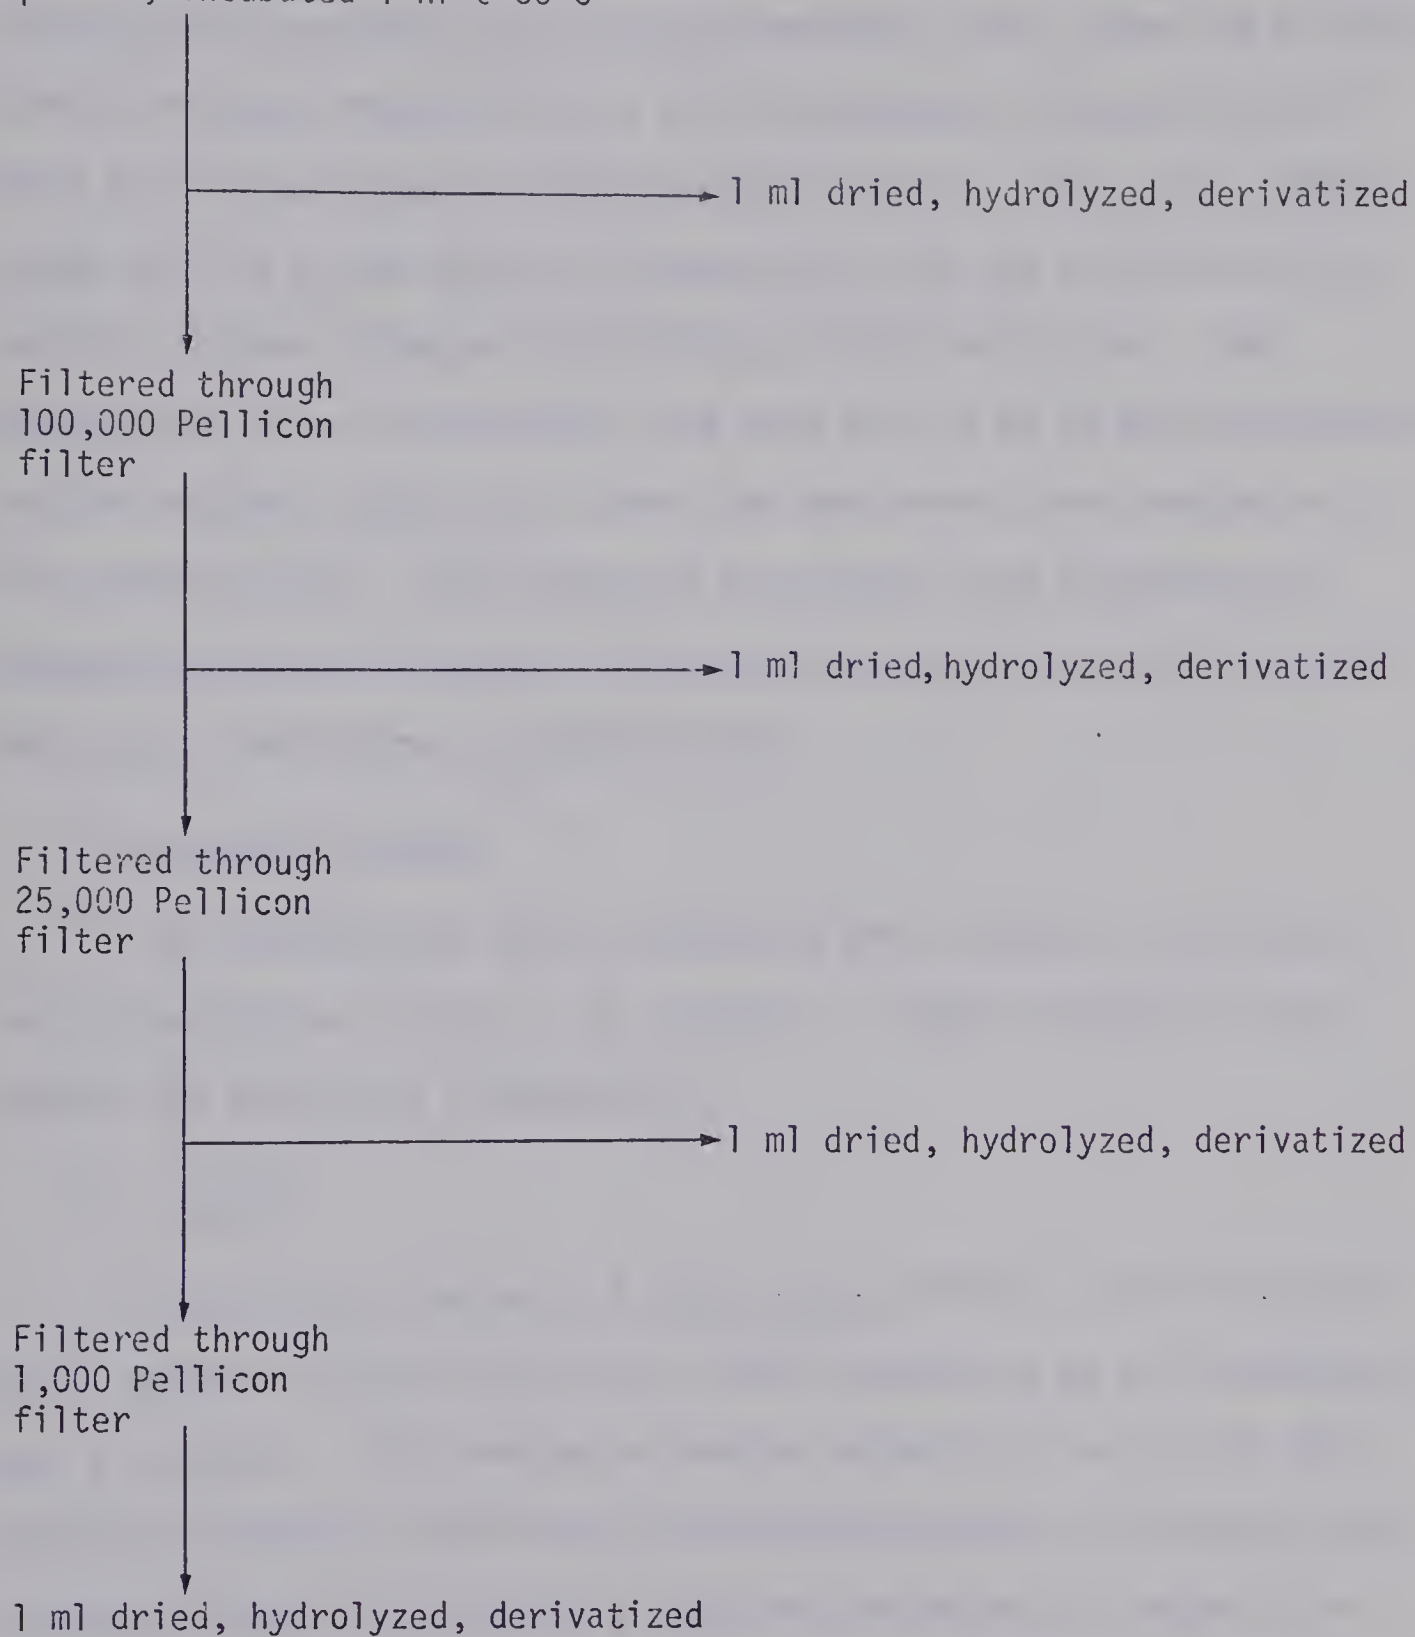 1 ml dried, hydrolyzed, derivatized
Filtered through
100,000 Pellicon
filter
1 ml dried, hydrolyzed, derivatized
Filtered through
25,000 Pellicon
filter
1 ml dried, hydrolyzed, derivatized
Filtered through
1,000 Pellicon
filter
1 ml dried, hydrolyzed, derivatized